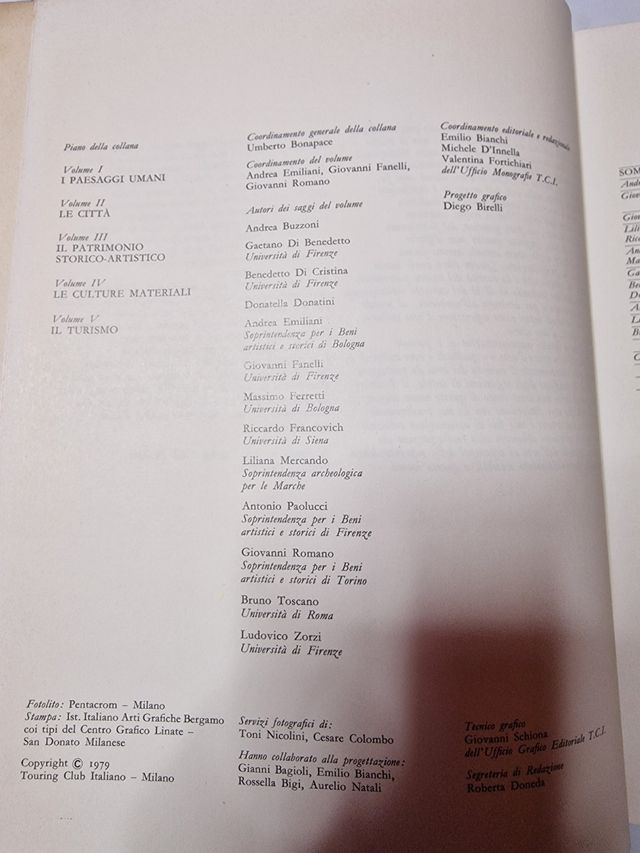 Piano della collana
Volume I
I PAESAGGI UMANI
Volume II
LE CITTÀ
Volume III
IL PATRIMONIO
STORICO-ARTISTICO
Volume IV
LE CULTURE MATERIALI
Volume V
IL TURISMO
Coordinamento generale della collana
Umberto Bonapace
Coordinamento del volume
Andrea Emiliani, Giovanni Fanelli,
Giovanni Romano
Autori dei saggi del volume
Andrea Buzzoni
Gaetano Di Benedetto
Università di Firenze
Benedetto Di Cristina
Università di Firenze
Donatella Donatini
Andrea Emiliani
Soprintendenza per i Beni
artistici e storici di Bologna
Giovanni Fanelli
Università di Firenze
Massimo Ferretti
Università di Bologna
Riccardo Francovich
Università di Siena
Liliana Mercando
Soprintendenza archeologica
per le Marche
Antonio Paolucci
Soprintendenza per i Beni
artistici e storici di Firenze
Giovanni Romano
Soprintendenza per i Beni
artistici e storici di Torino
Bruno Toscano
Università di Roma
Ludovico Zorzi
Università di Firenze
Coordinamento editoriale e redazionale
Emilio Bianchi
Michele D'Innella
Valentina Fortichiari
dell'Ufficio Monografie T.C.I.
Progetto grafico
Diego Birelli
Fotolito: Pentacrom – Milano
Stampa: Ist. Italiano Arti Grafiche Bergamo
coi tipi del Centro Grafico Linate –
San Donato Milanese
Copyright © 1979
Touring Club Italiano – Milano
Servizi fotografici di:
Toni Nicolini, Cesare Colombo
Hanno collaborato alla progettazione:
Gianni Bagioli, Emilio Bianchi,
Rossella Bigi, Aurelio Natali
Tecnico grafico
Giovanni Schiona
dell'Ufficio Grafico Editoriale T.C.I.
Segreteria di Redazione
Roberta Doneda